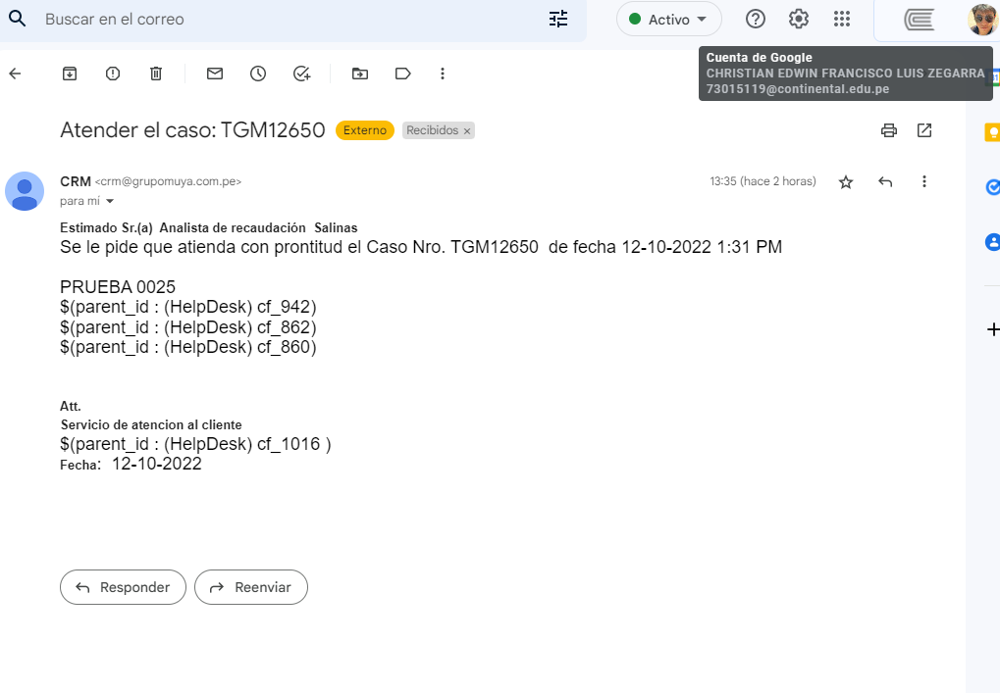 Buscar en el correo
Activo
Cuenta de Google
CHRISTIAN EDWIN FRANCISCO LUIS ZEGARRA
73015119@continental.edu.pe
Atender el caso: TGM12650 Externo Recibidos ×
CRM <crm@grupomuya.com.pe> 13:35 (hace 2 horas)
para mí
Estimado Sr.(a) Analista de recaudación Salinas
Se le pide que atienda con prontitud el Caso Nro. TGM12650 de fecha 12-10-2022 1:31 PM
PRUEBA 0025
$(parent_id : (HelpDesk) cf_942)
$(parent_id : (HelpDesk) cf_862)
$(parent_id : (HelpDesk) cf_860)
Att.
Servicio de atencion al cliente
$(parent_id : (HelpDesk) cf_1016 )
Fecha: 12-10-2022
Responder Reenviar